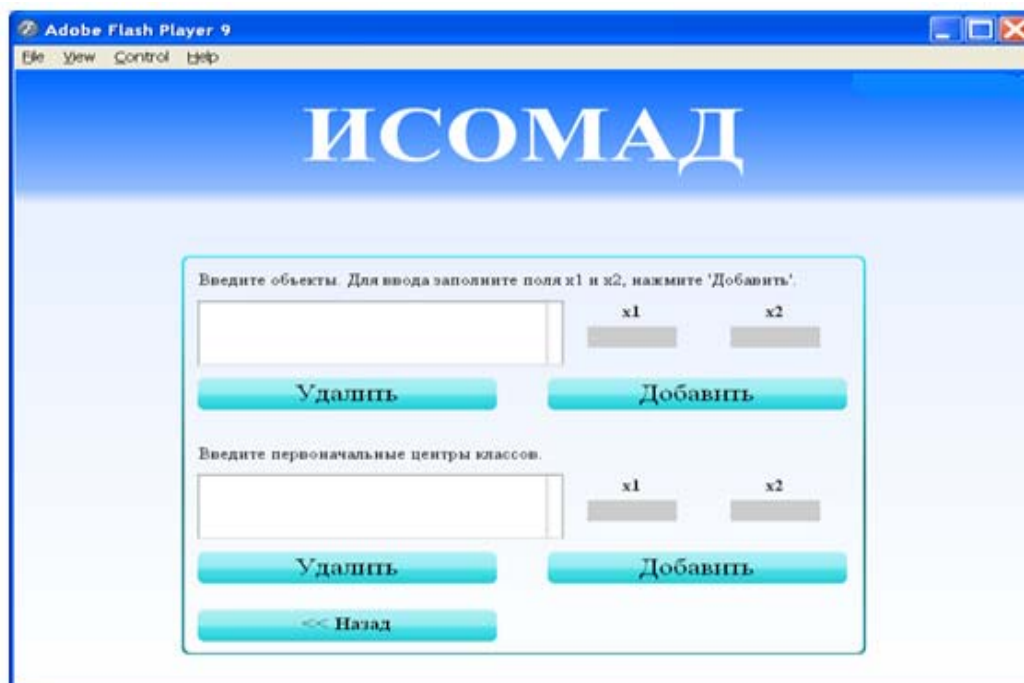 Adobe Flash Player 9
File View Control Help
ИСОМАД
Введите объекты. Для ввода заполните поля x1 и x2, нажмите 'Добавить'.
x1 x2
Удалить Добавить
Введите первоначальные центры классов.
x1 x2
Удалить Добавить
<< Назад